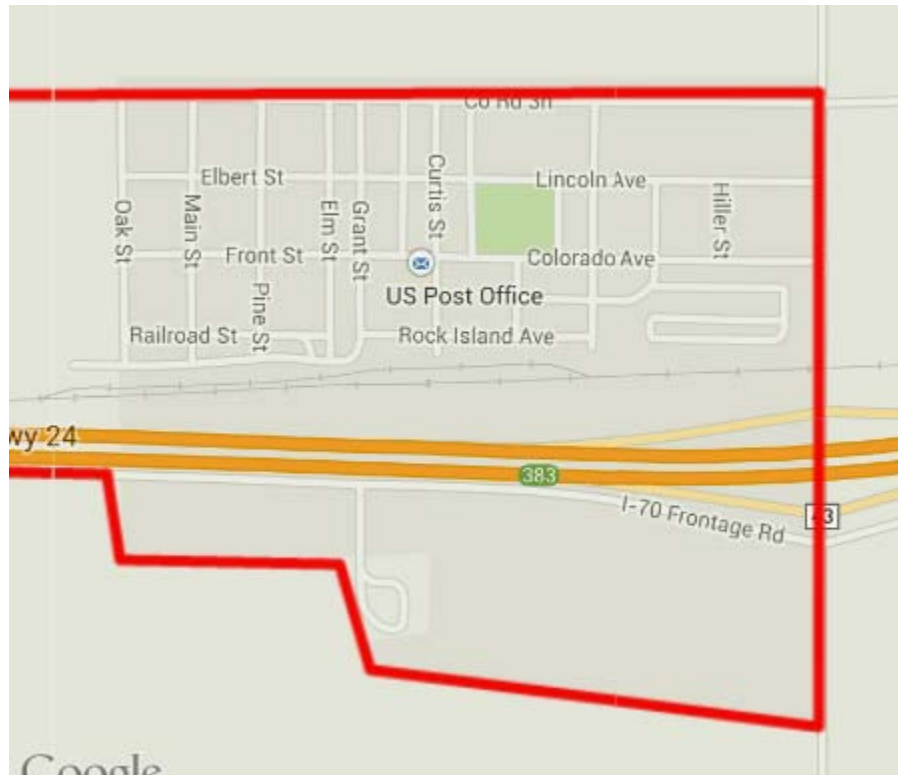 Co Rd 3n
Elbert St
Lincoln Ave
Curtis St
Hiller St
Oak St
Main St
Elm St
Grant St
Front St
Colorado Ave
Pine St
US Post Office
Railroad St
Rock Island Ave
wy 24
383
I-70 Frontage Rd
Google